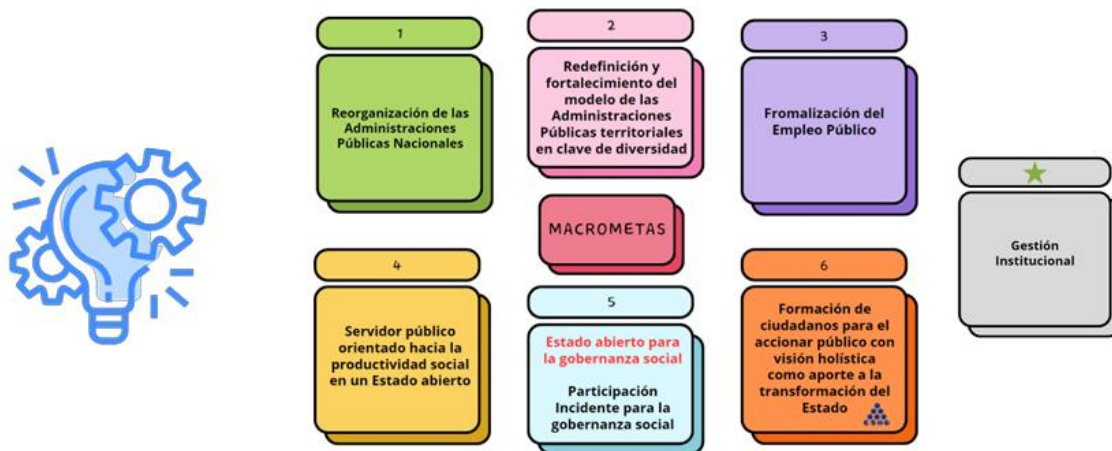 1
Reorganización de las
Administraciones
Públicas Nacionales
2
Redefinición y
fortalecimiento del
modelo de las
Administraciones
Públicas territoriales
en clave de diversidad
3
Fromalización del
Empleo Público
MACROMETAS
4
Servidor público
orientado hacia la
productividad social
en un Estado abierto
5
Estado abierto para
la gobernanza social
Participación
Incidente para la
gobernanza social
6
Formación de
ciudadanos para el
accionar público con
visión holística
como aporte a la
transformación del
Estado
Gestión
Institucional